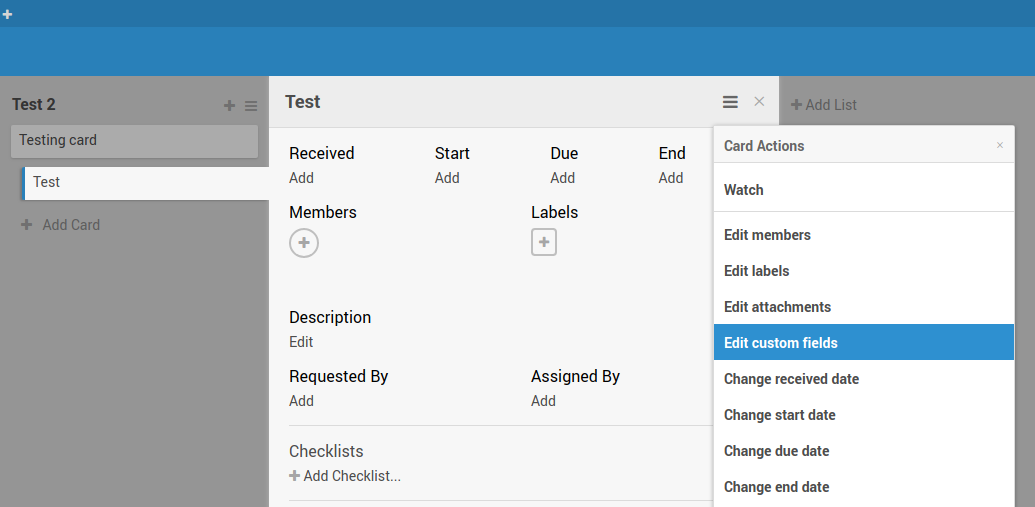 Test 2
Testing card
Test
Add Card
Test
Received
Start
Due
End
Add
Add
Add
Add
Members
Labels
Description
Edit
Requested By
Assigned By
Add
Add
Checklists
Add Checklist...
Add List
Card Actions
Watch
Edit members
Edit labels
Edit attachments
Edit custom fields
Change received date
Change start date
Change due date
Change end date